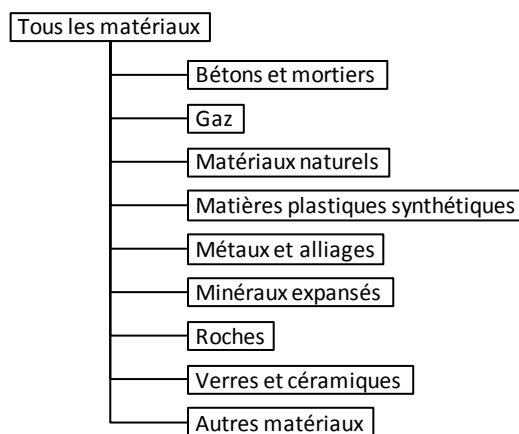 Tous les matériaux
Bétons et mortiers
Gaz
Matériaux naturels
Matières plastiques synthétiques
Métaux et alliages
Minéraux expansés
Roches
Verres et céramiques
Autres matériaux